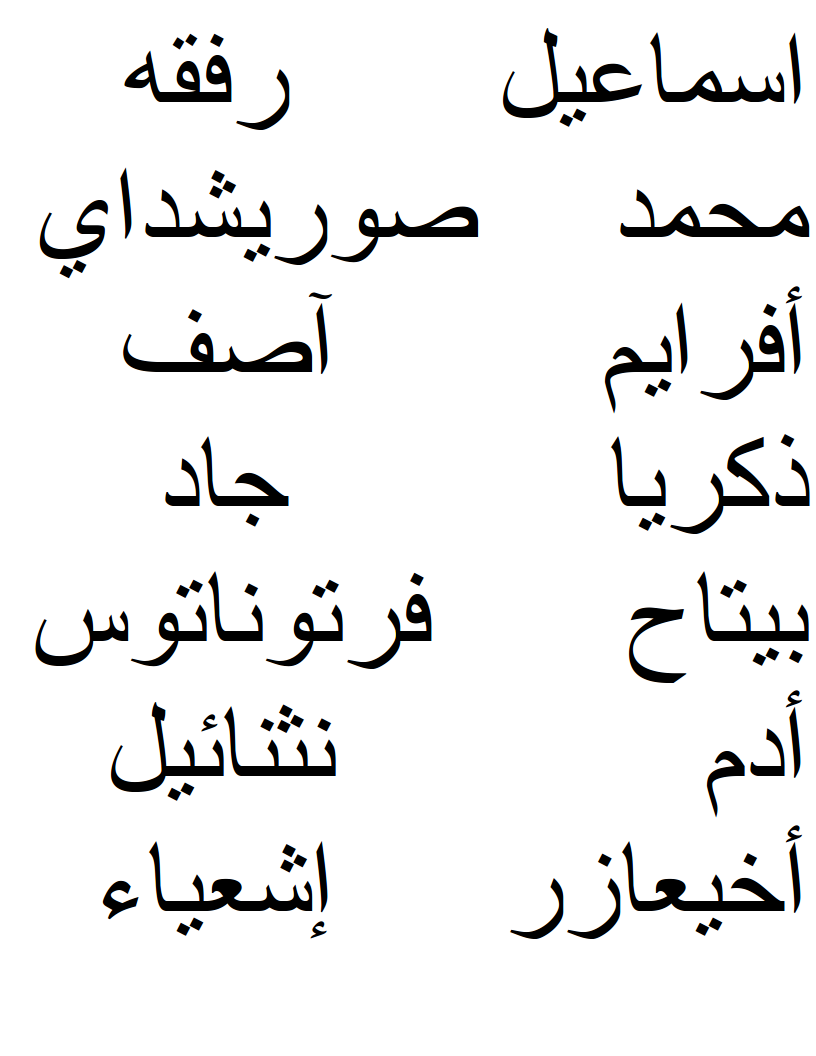 اسماعيل رفقه
محمد صوريشداي
أفرايم آصف
ذكريا جاد
بيتاح فرتوناتوس
أدم نثنائيل
أخيعازر إشعياء